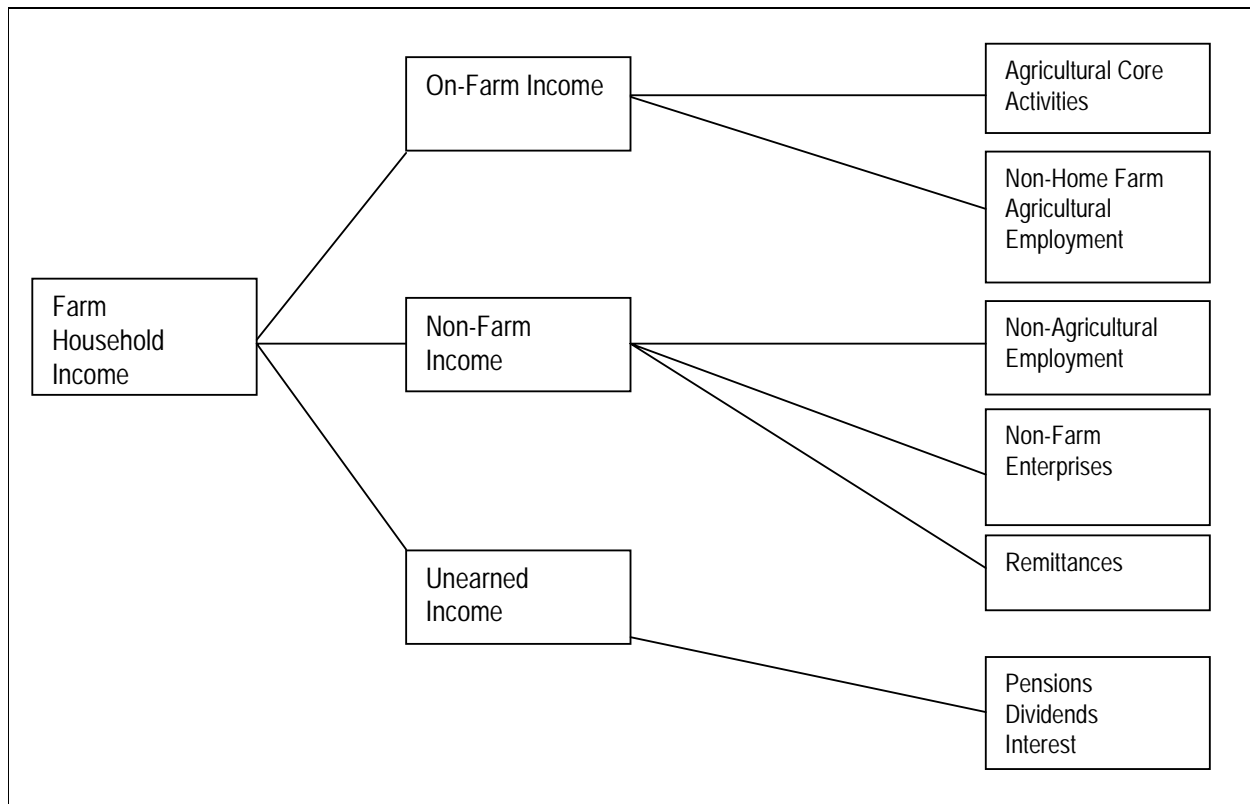 Farm
Household
Income
On-Farm Income
Non-Farm
Income
Unearned
Income
Agricultural Core
Activities
Non-Home Farm
Agricultural
Employment
Non-Agricultural
Employment
Non-Farm
Enterprises
Remittances
Pensions
Dividends
Interest